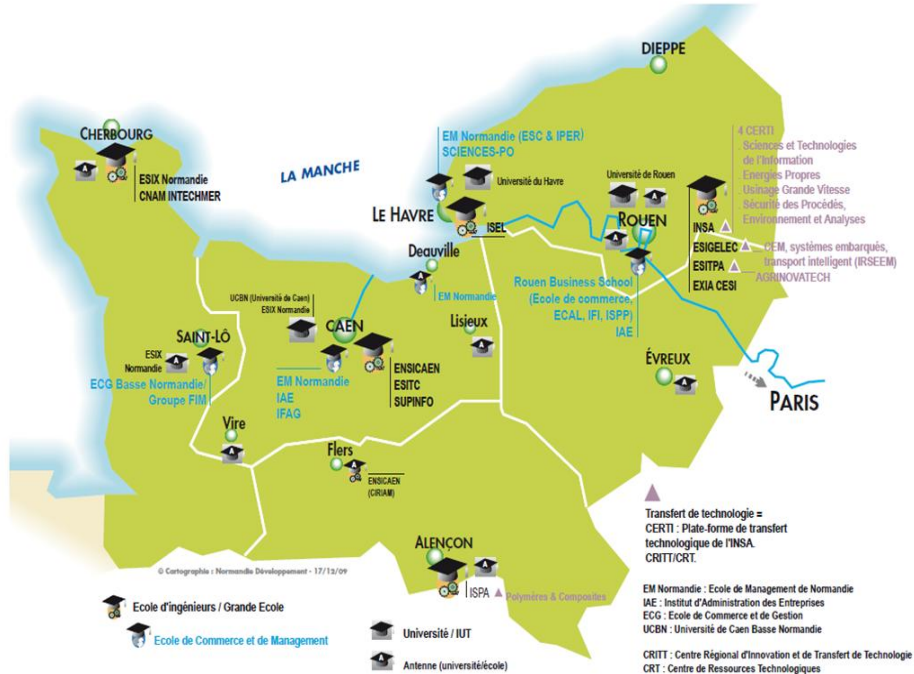 DIEPPE
CHERBOURG
ESIX Normandie
CNAM INTECHMER
LA MANCHE
EM Normandie (ESC & IPER)
SCIENCES-PO
Université du Havre
LE HAVRE
ISEL
Deauville
EM Normandie
Université de Rouen
ROUEN
4 CERTI
. Sciences et Technologies
de l'Information
. Energies Propres
. Usinage Grande Vitesse
. Sécurité des Procédés,
Environnement et Analyses
INSA
ESIGELEC
CEM, systèmes embarqués,
transport intelligent (IRSEEM)
ESITPA
AGRINOVATECH
EXIA CESI
Rouen Business School
(Ecole de commerce,
ECAL, IFI, ISPP)
IAE
UCBN (Université de Caen)
ESIX Normandie
CAEN
Lisieux
SAINT-LÔ
ESIX
Normandie
ECG Basse Normandie/
Groupe FIM
EM Normandie
IAE
IFAG
ENSICAEN
ESITC
SUPINFO
ÉVREUX
PARIS
Vire
Flers
ENSICAEN
(CIRIAM)
ALENÇON
ISPA
Polymères & Composites
© Cartographie : Normandie Développement - 17/12/09
Transfert de technologie =
CERTI : Plate-forme de transfert
technologique de l'INSA.
CRITT/CRT.
Ecole d'ingénieurs / Grande Ecole
Ecole de Commerce et de Management
Université / IUT
Antenne (université/école)
EM Normandie : Ecole de Management de Normandie
IAE : Institut d'Administration des Entreprises
ECG : Ecole de Commerce et de Gestion
UCBN : Université de Caen Basse Normandie
CRITT : Centre Régional d'Innovation et de Transfert de Technologie
CRT : Centre de Ressources Technologiques